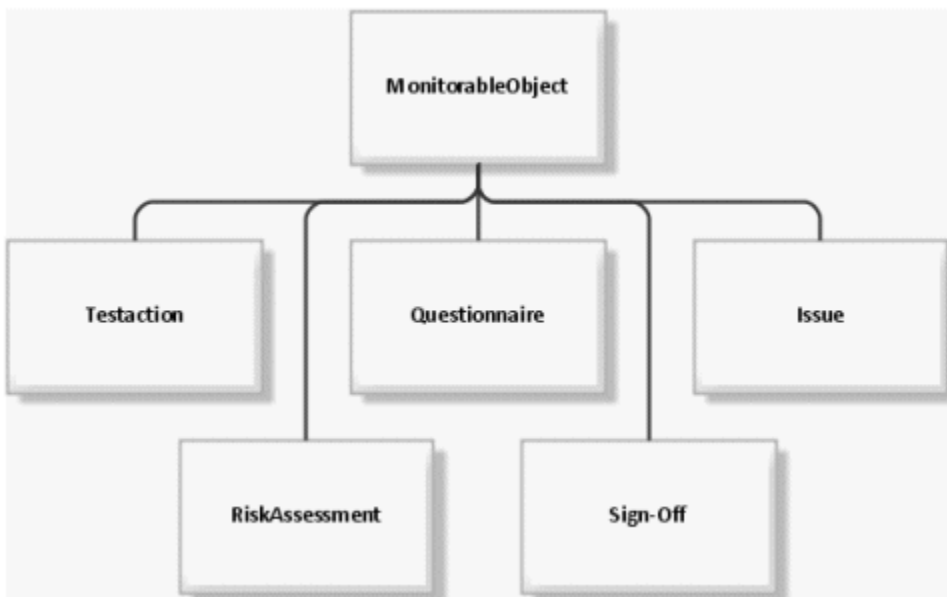 MonitorableObject
Testaction
Questionnaire
Issue
RiskAssessment
Sign-Off